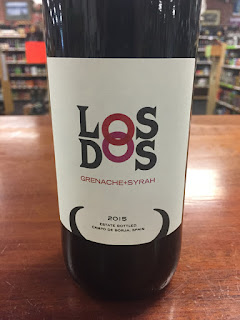 LOS
DOS
GRENACHE+SYRAH
2015
ESTATE BOTTLED
CAMPO DE BORJA, SPAIN